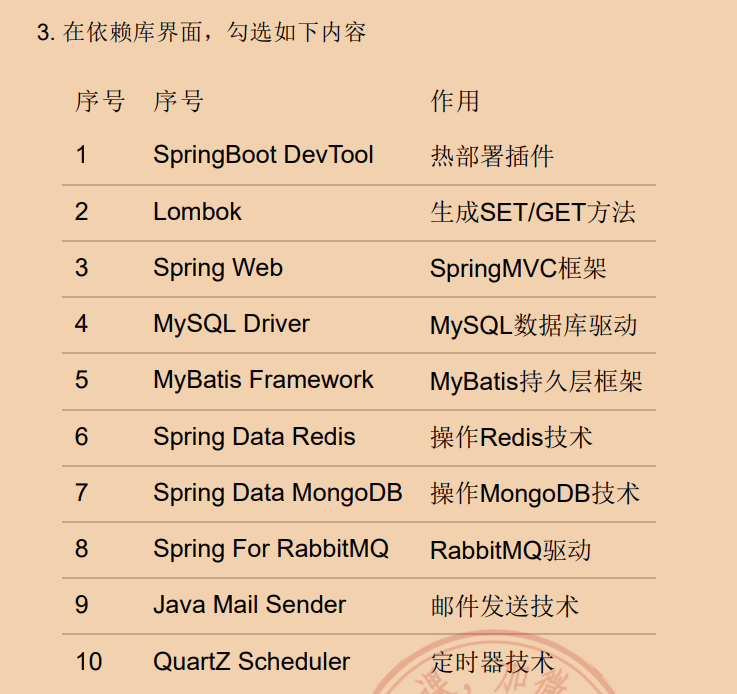 3. 在依赖库界面，勾选如下内容
序号 序号 作用
1 SpringBoot DevTool 热部署插件
2 Lombok 生成SET/GET方法
3 Spring Web SpringMVC框架
4 MySQL Driver MySQL数据库驱动
5 MyBatis Framework MyBatis持久层框架
6 Spring Data Redis 操作Redis技术
7 Spring Data MongoDB 操作MongoDB技术
8 Spring For RabbitMQ RabbitMQ驱动
9 Java Mail Sender 邮件发送技术
10 QuartZ Scheduler 定时器技术
课，加微